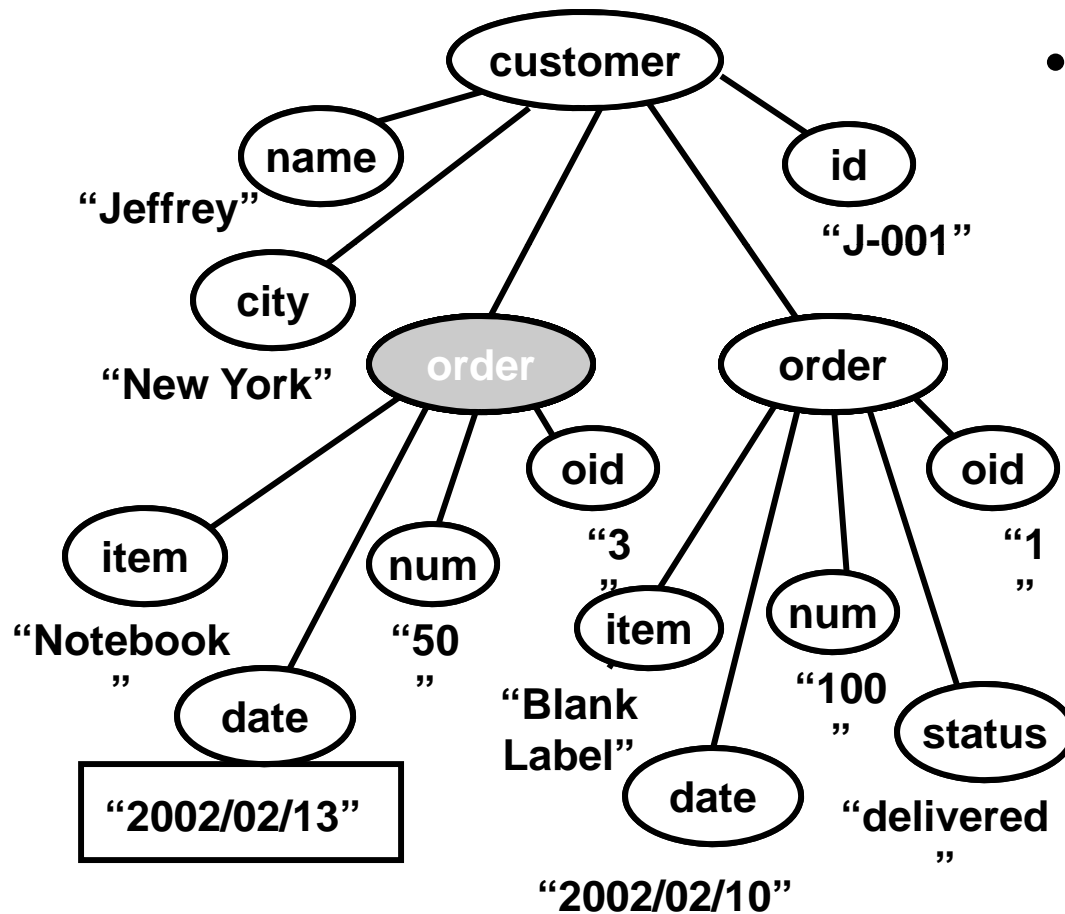 customer
•
name
id
“Jeffrey”
“J-001”
city
“New York”
order
order
oid
oid
“3
”
“1
”
item
num
item
num
“Notebook
”
“50
”
“Blank
Label”
“100
”
date
status
“2002/02/13”
date
“delivered
”
“2002/02/10”